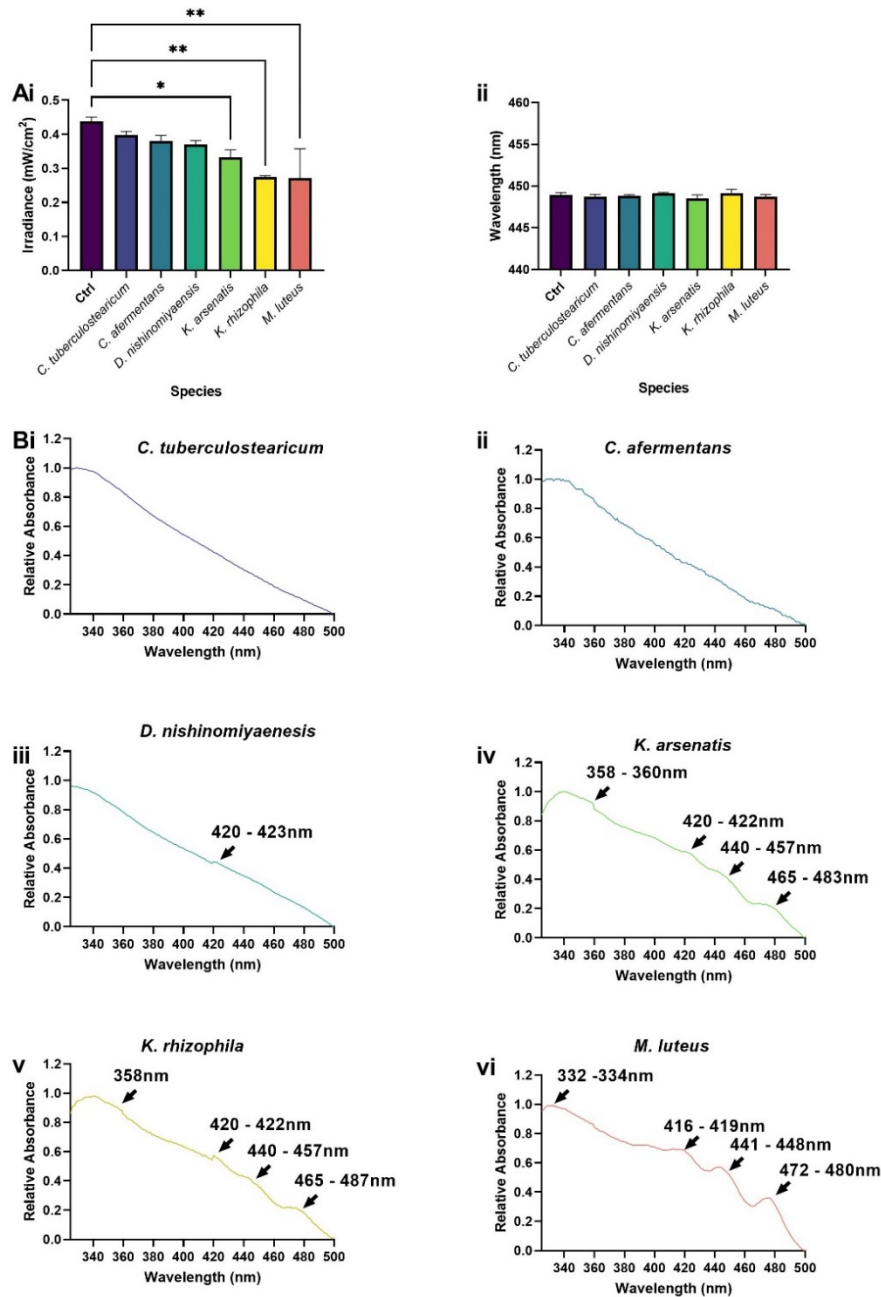 **
**
*
Ai
Irradiance (mW/cm²)
0.5
0.4
0.3
0.2
0.1
0.0
Ctrl
C. tuberculostearicum
C. afermentans
D. nishinomiyaensis
K. arsenatis
K. rhizophila
M. luteus
Species
ii
Wavelength (nm)
460
455
450
445
440
Ctrl
C. tuberculostearicum
C. afermentans
D. nishinomiyaensis
K. arsenatis
K. rhizophila
M. luteus
Species
Bi
C. tuberculostearicum
Relative Absorbance
1.2
1.0
0.8
0.6
0.4
0.2
0.0
340 360 380 400 420 440 460 480 500
Wavelength (nm)
ii
C. afermentans
Relative Absorbance
1.2
1.0
0.8
0.6
0.4
0.2
0.0
340 360 380 400 420 440 460 480 500
Wavelength (nm)
iii
D. nishinomiyaenesis
Relative Absorbance
1.2
1.0
0.8
0.6
0.4
0.2
0.0
420 - 423nm
340 360 380 400 420 440 460 480 500
Wavelength (nm)
iv
K. arsenatis
Relative Absorbance
1.2
1.0
0.8
0.6
0.4
0.2
0.0
358 - 360nm
420 - 422nm
440 - 457nm
465 - 483nm
340 360 380 400 420 440 460 480 500
Wavelength (nm)
v
K. rhizophila
Relative Absorbance
1.2
1.0
0.8
0.6
0.4
0.2
0.0
358nm
420 - 422nm
440 - 457nm
465 - 487nm
340 360 380 400 420 440 460 480 500
Wavelength (nm)
vi
M. luteus
Relative Absorbance
1.2
1.0
0.8
0.6
0.4
0.2
0.0
332 -334nm
416 - 419nm
441 - 448nm
472 - 480nm
340 360 380 400 420 440 460 480 500
Wavelength (nm)